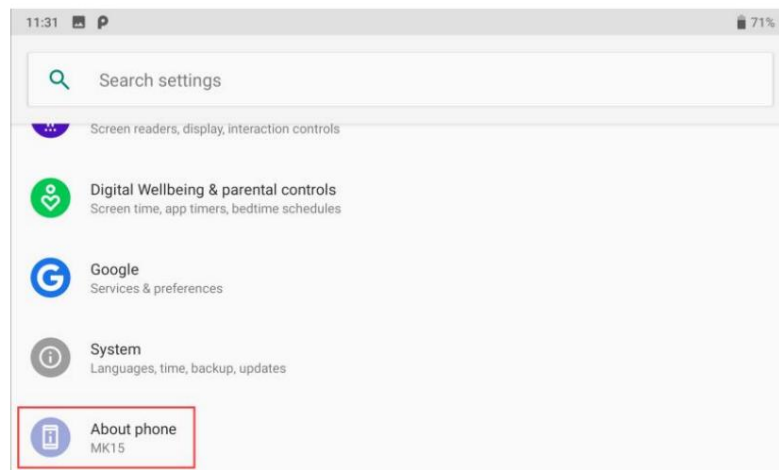 11:31 71%
Search settings
Screen readers, display, interaction controls
Digital Wellbeing & parental controls
Screen time, app timers, bedtime schedules
Google
Services & preferences
System
Languages, time, backup, updates
About phone
MK15